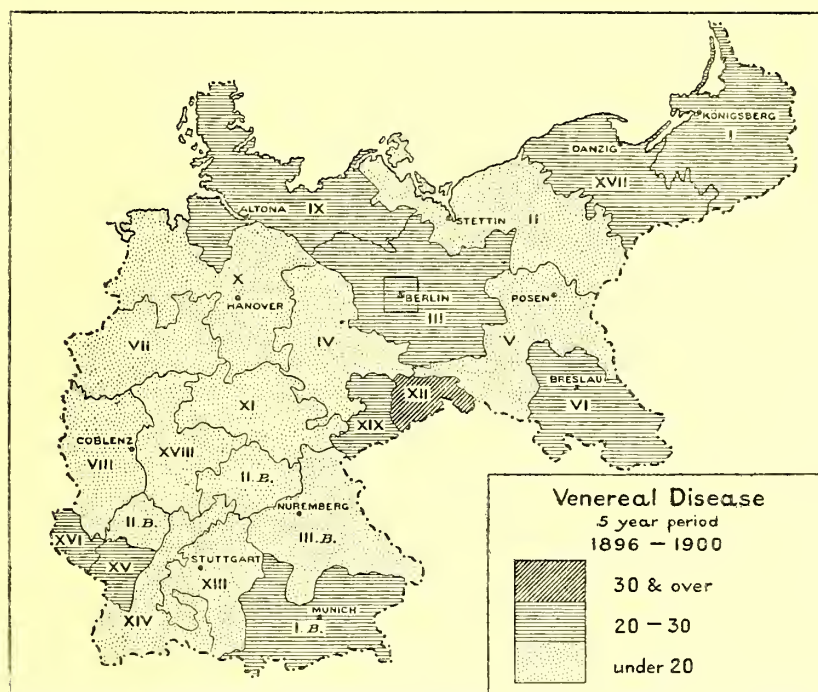 KÖNIGSBERG
I
DANZIG
XVII
ALTONA
IX
STETTIN
II
X
HANOVER
BERLIN
III
POSEN
VII
IV
V
BRESLAU
VI
XII
XI
XIX
COBLENZ
VIII
XVIII
II.B.
NUREMBERG
III.B.
II.B.
XVI
XV
STUTTGART
XIII
XIV
MUNICH
I.B.
Venereal Disease
5 year period
1896 – 1900
30 & over
20 – 30
under 20